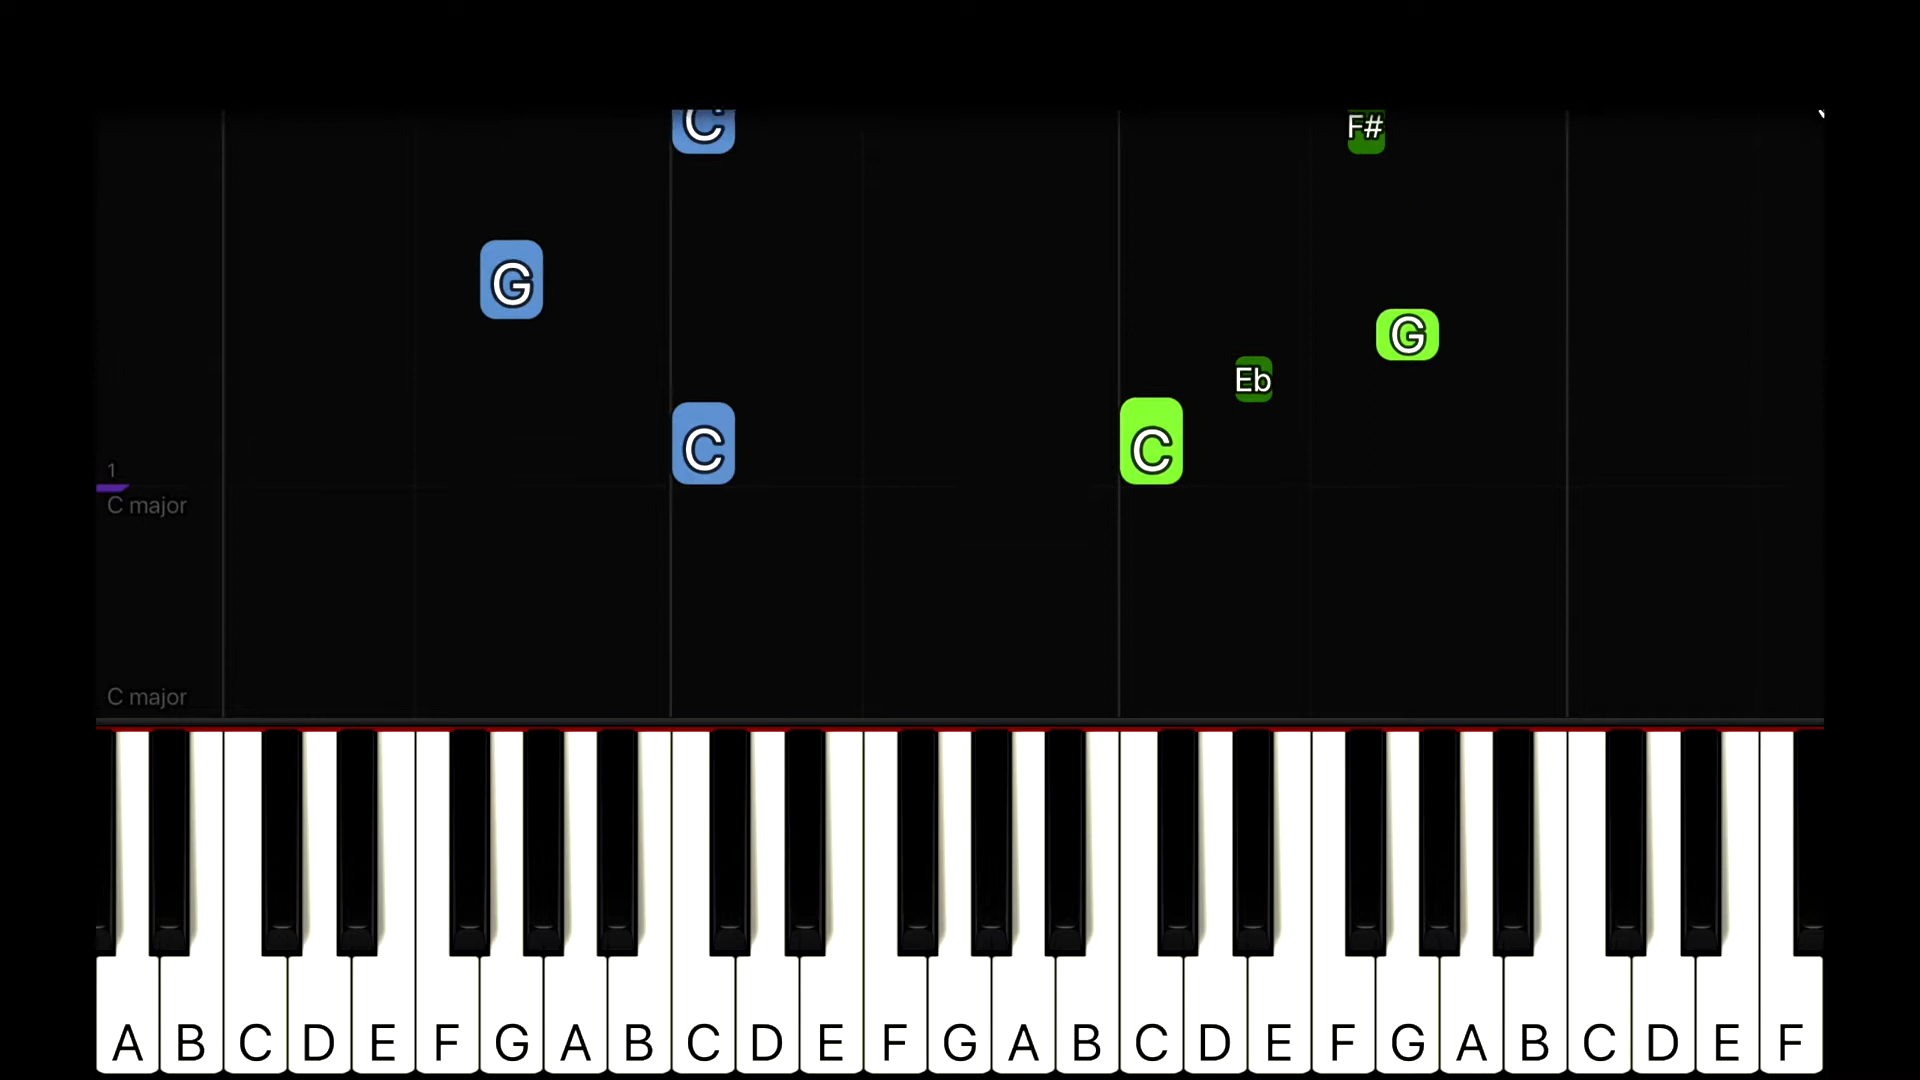 C F#
G
G
Eb
C C
1
C major
C major
A B C D E F G A B C D E F G A B C D E F G A B C D E F